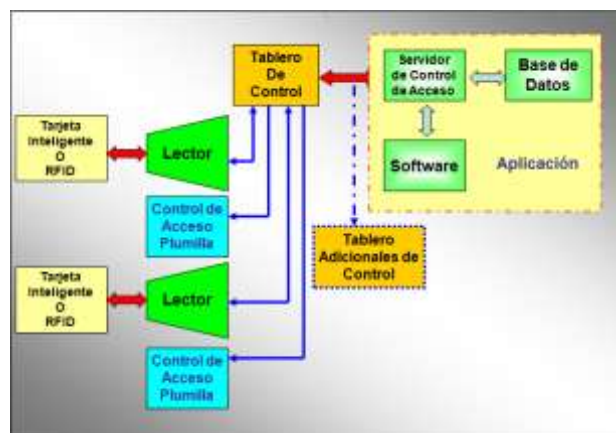 Tablero
De
Control
Servidor
de Control
de Acceso
Base de
Datos
Software
Aplicación
Tarjeta
Inteligente
O
RFID
Lector
Control de
Acceso
Plumilla
Tablero
Adicionales de
Control
Tarjeta
Inteligente
O
RFID
Lector
Control de
Acceso
Plumilla